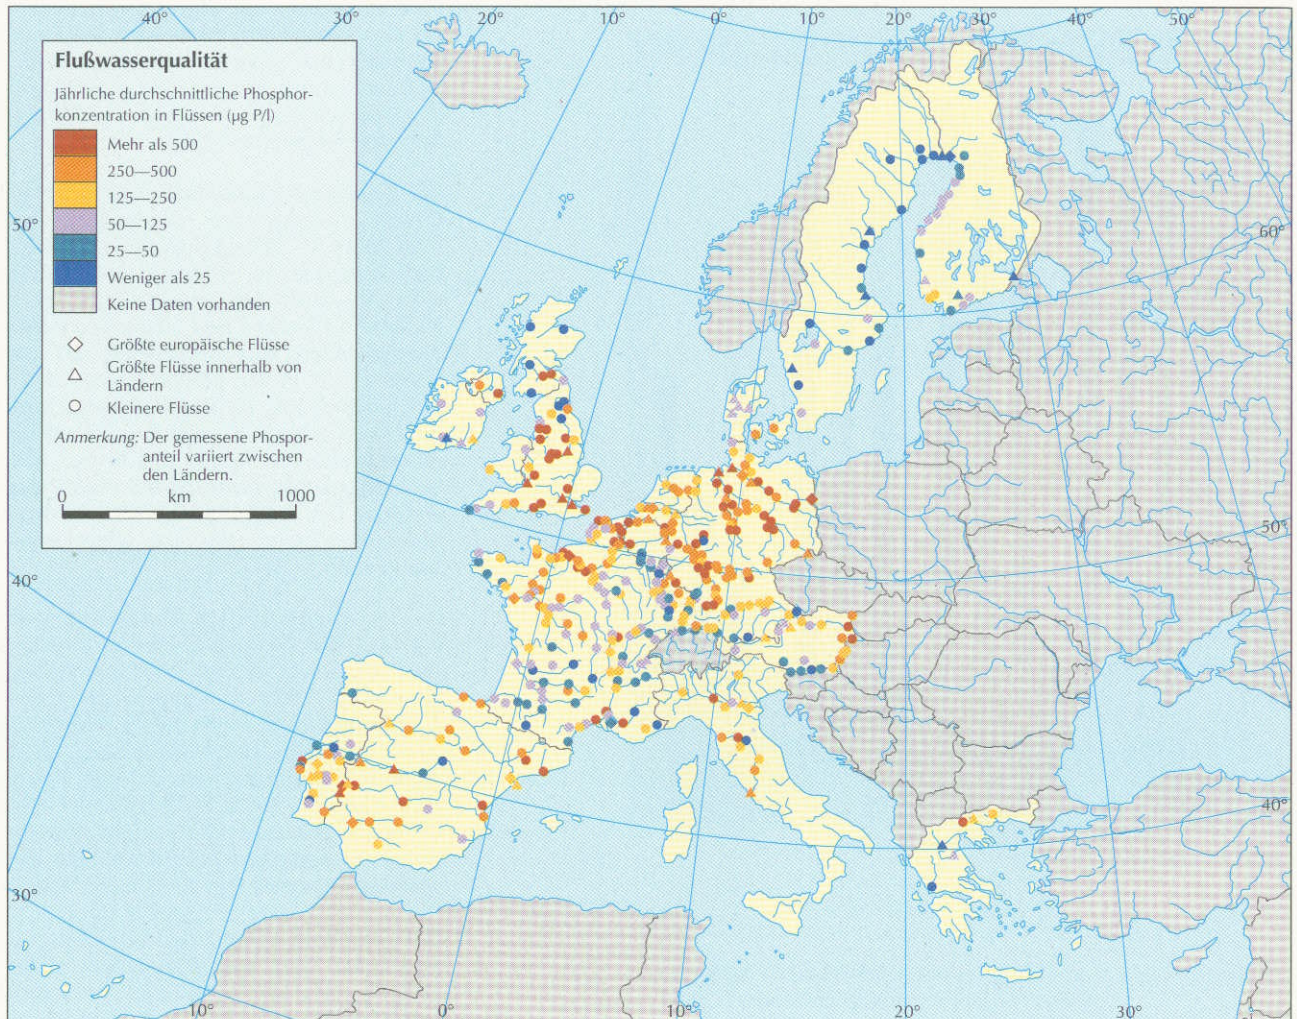 40° 30° 20° 10° 0° 10° 20° 30° 40° 50°
Flußwasserqualität
Jährliche durchschnittliche Phosphor-
konzentration in Flüssen (µg P/l)
Mehr als 500
250—500
125—250
50—125
25—50
Weniger als 25
Keine Daten vorhanden
Größte europäische Flüsse
Größte Flüsse innerhalb von
Ländern
Kleinere Flüsse
Anmerkung: Der gemessene Phospor-
anteil variiert zwischen
den Ländern.
0 km 1000
50°
60°
50°
40°
40°
30°
10° 0° 10° 20° 30°